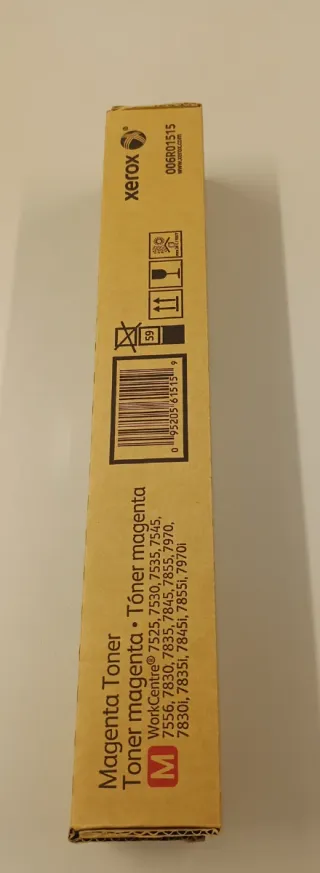 xerox
006R01515
www.xerox.com
59
0 95205 61515 9
Magenta Toner
Toner magenta • Tóner magenta
M
WorkCentre® 7525, 7530, 7535, 7545,
7556, 7830, 7835, 7845, 7855, 7970,
7830i, 7835i, 7845i, 7855i, 7970i